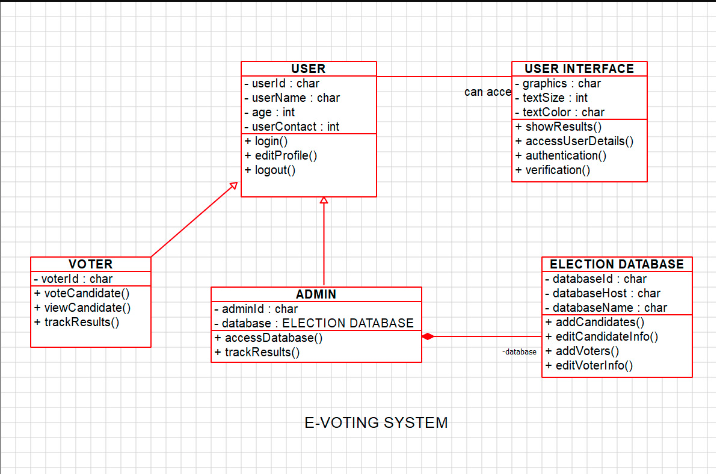 USER
- userId : char
- userName : char
- age : int
- userContact : int
+ login()
+ editProfile()
+ logout()
can acce
USER INTERFACE
- graphics : char
- textSize : int
- textColor : char
+ showResults()
+ accessUserDetails()
+ authentication()
+ verification()
VOTER
- voterId : char
+ voteCandidate()
+ viewCandidate()
+ trackResults()
ADMIN
- adminId : char
- database : ELECTION DATABASE
+ accessDatabase()
+ trackResults()
-database
ELECTION DATABASE
- databaseId : char
- databaseHost : char
- databaseName : char
+ addCandidates()
+ editCandidateInfo()
+ addVoters()
+ editVoterInfo()
E-VOTING SYSTEM